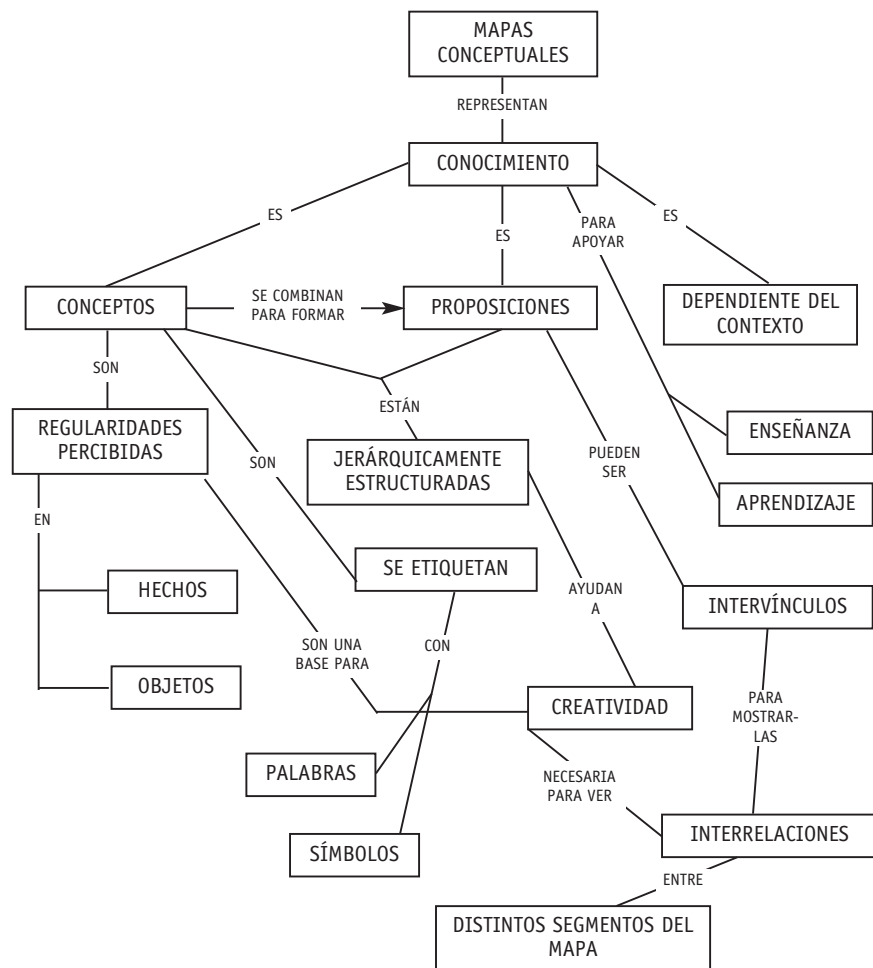 MAPAS
CONCEPTUALES
REPRESENTAN
CONOCIMIENTO
ES
ES
PARA
APOYAR
ES
CONCEPTOS
SE COMBINAN
PARA FORMAR
PROPOSICIONES
DEPENDIENTE DEL
CONTEXTO
SON
ESTÁN
REGULARIDADES
PERCIBIDAS
SON
JERÁRQUICAMENTE
ESTRUCTURADAS
PUEDEN
SER
ENSEÑANZA
APRENDIZAJE
EN
HECHOS
SE ETIQUETAN
AYUDAN
A
INTERVÍNCULOS
SON UNA
BASE PARA
CON
OBJETOS
CREATIVIDAD
PARA
MOSTRAR-
LAS
PALABRAS
NECESARIA
PARA VER
SÍMBOLOS
INTERRELACIONES
ENTRE
DISTINTOS SEGMENTOS DEL
MAPA